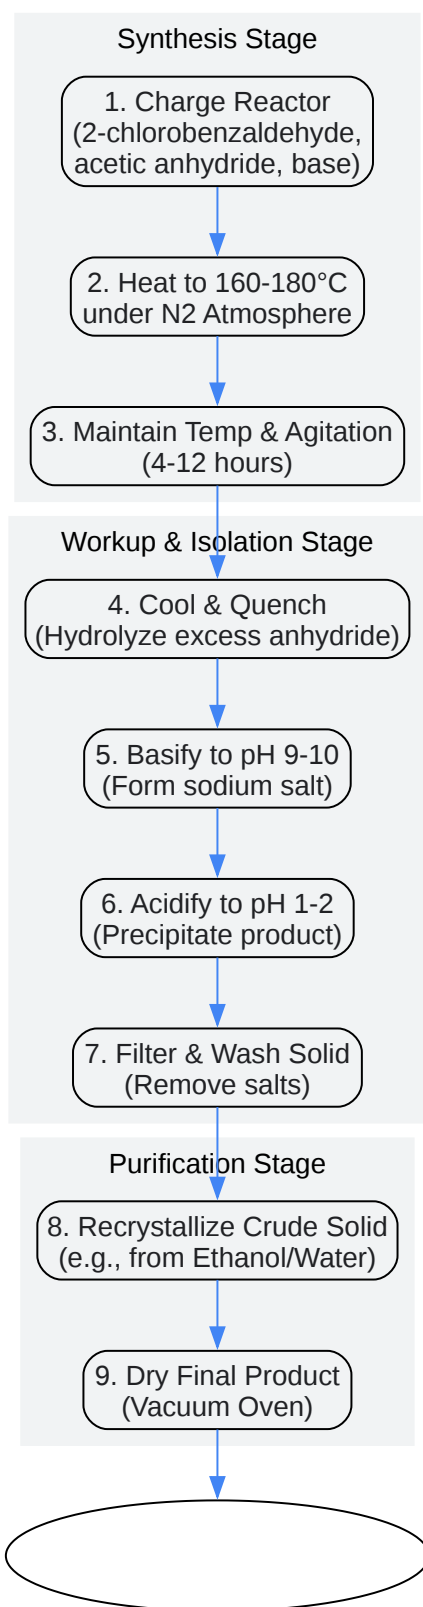 Synthesis Stage
1. Charge Reactor
(2-chlorobenzaldehyde,
acetic anhydride, base)
2. Heat to 160-180°C
under N2 Atmosphere
3. Maintain Temp & Agitation
(4-12 hours)
Workup & Isolation Stage
4. Cool & Quench
(Hydrolyze excess anhydride)
5. Basify to pH 9-10
(Form sodium salt)
6. Acidify to pH 1-2
(Precipitate product)
7. Filter & Wash Solid
(Remove salts)
Purification Stage
8. Recrystallize Crude Solid
(e.g., from Ethanol/Water)
9. Dry Final Product
(Vacuum Oven)